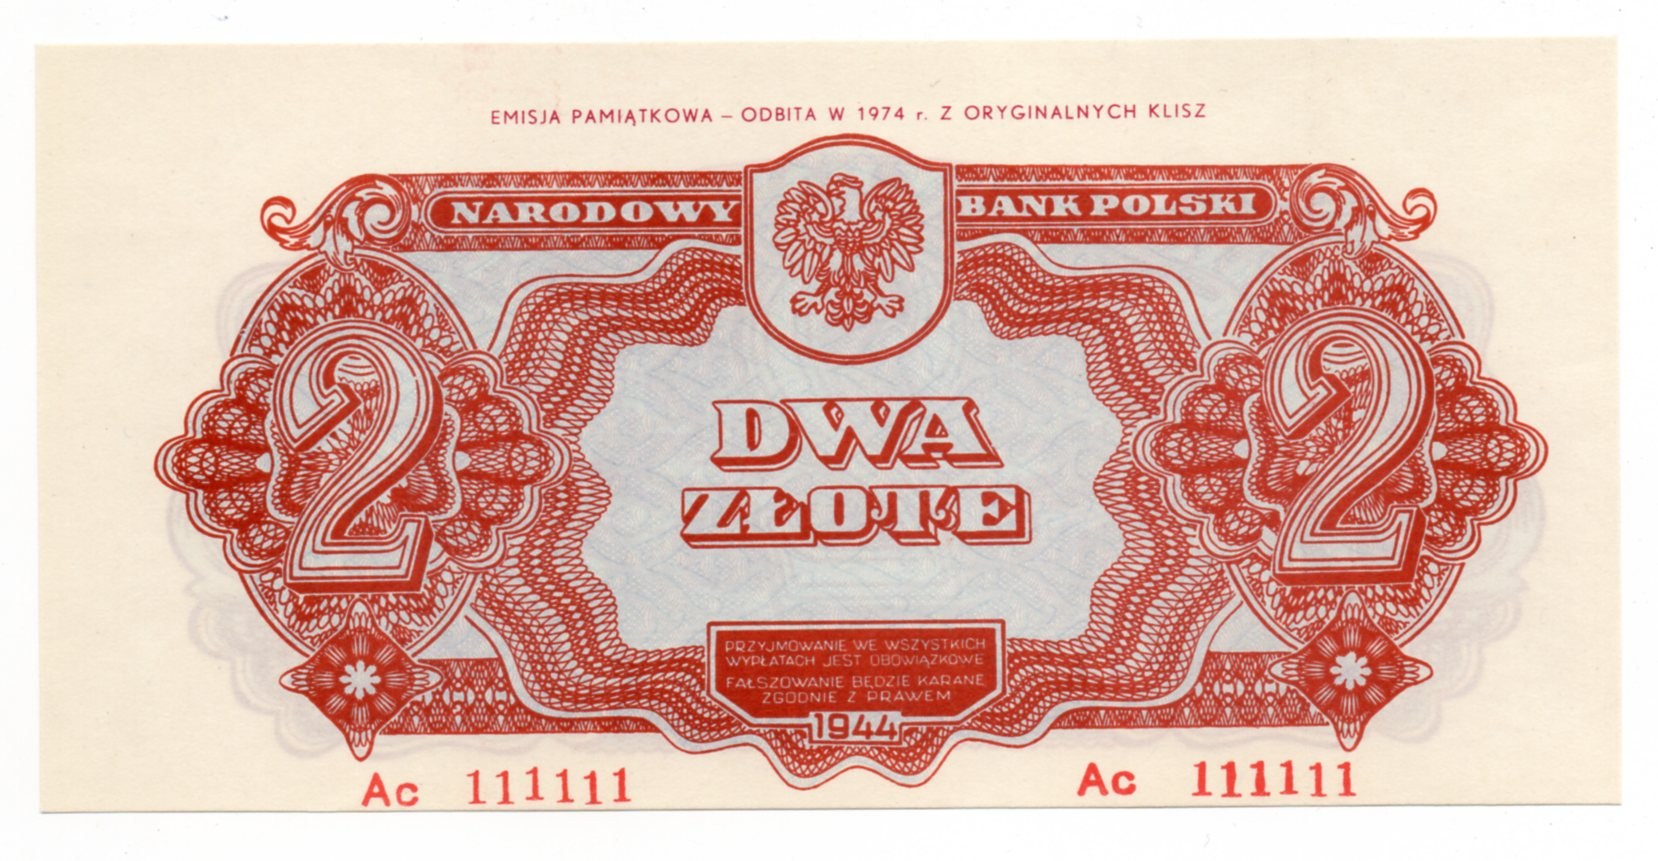 EMISJA PAMIĄTKOWA – ODBITA W 1974 r. Z ORYGINALNYCH KLISZ
NARODOWY BANK POLSKI
2 2
DWA
ZŁOTE
PRZYJMOWANIE WE WSZYSTKICH
WYPŁATACH JEST OBOWIĄZKOWE
FAŁSZOWANIE BĘDZIE KARANE
ZGODNIE Z PRAWEM
1944
Ac 111111 Ac 111111